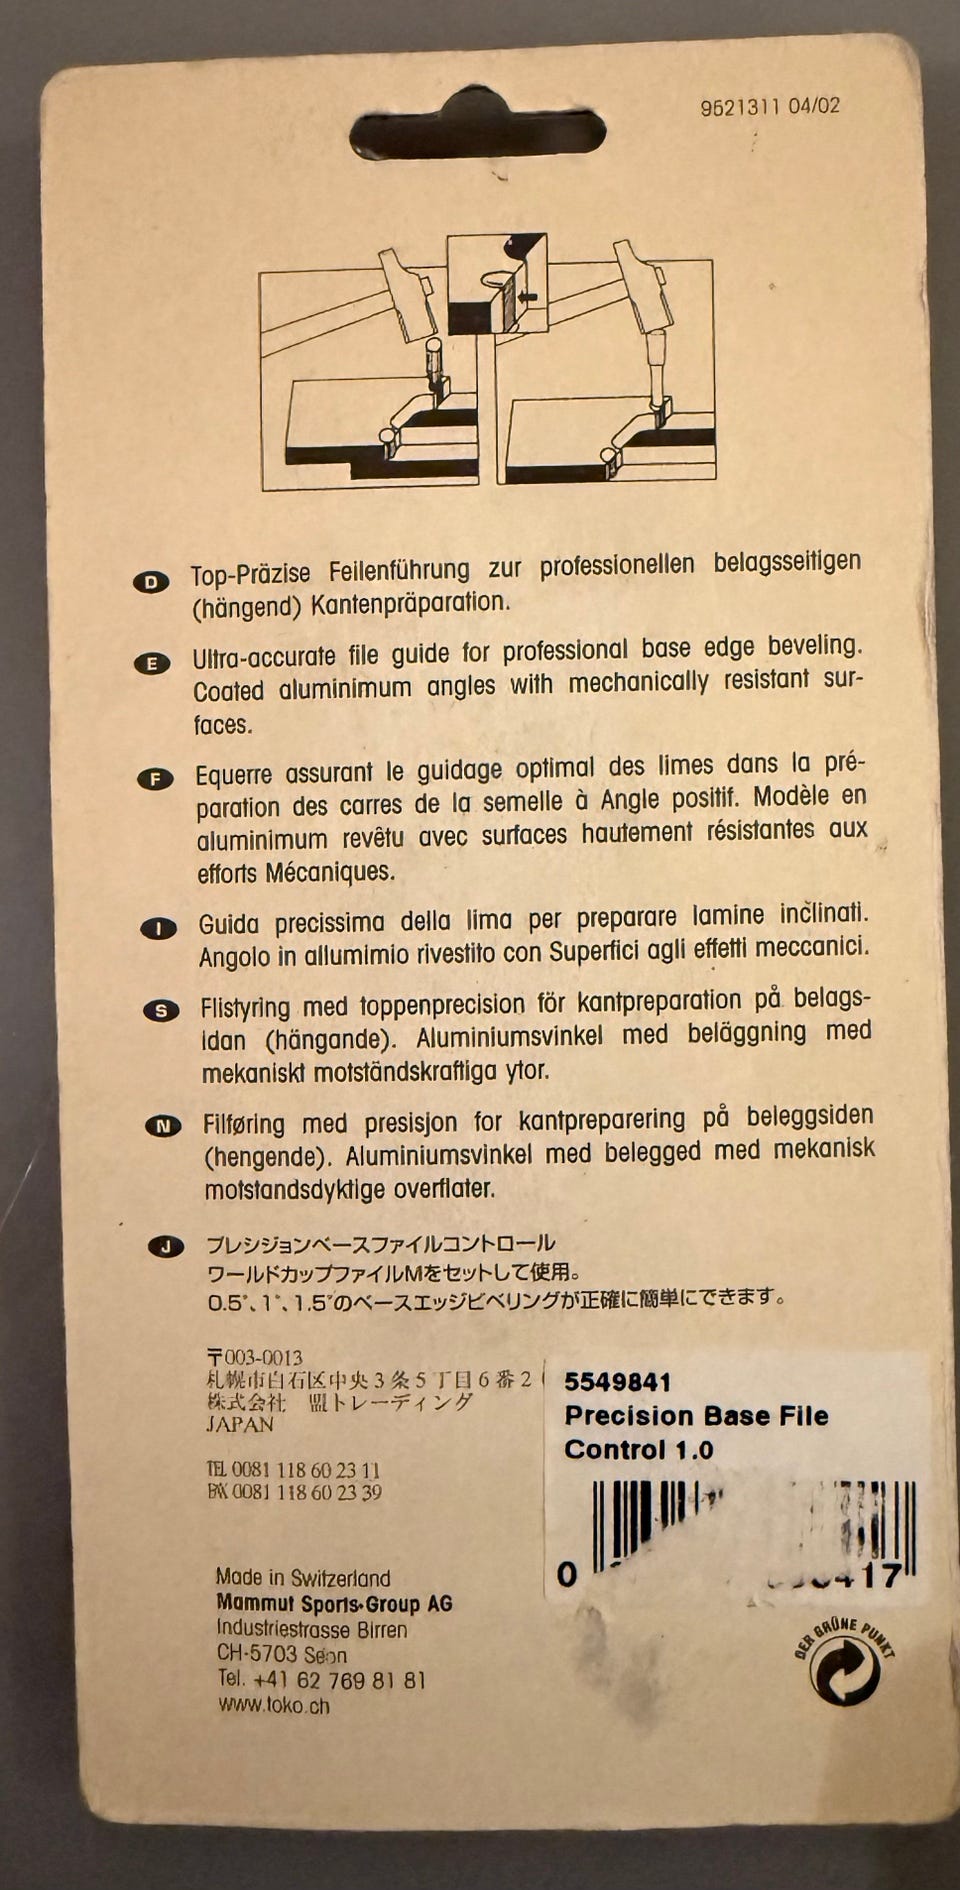 9521311 04/02
D Top-Präzise Feilenführung zur professionellen belagsseitigen
(hängend) Kantenpräparation.
E Ultra-accurate file guide for professional base edge beveling.
Coated aluminimum angles with mechanically resistant sur-
faces.
F Equerre assurant le guidage optimal des limes dans la pré-
paration des carres de la semelle à Angle positif. Modèle en
aluminimum revêtu avec surfaces hautement résistantes aux
efforts Mécaniques.
I Guida precissima della lima per preparare lamine inclinati.
Angolo in allumimio rivestito con Superfici agli effetti meccanici.
S Flistyring med toppenprecision för kantpreparation på belags-
idan (hängande). Aluminiumsvinkel med beläggning med
mekaniskt motständskraftiga ytor.
N Filføring med presisjon for kantpreparering på beleggsiden
(hengende). Aluminiumsvinkel med belegged med mekanisk
motstandsdyktige overflater.
J プレシジョンベースファイルコントロール
ワールドカップファイルMをセットして使用。
0.5°、1°、1.5°のベースエッジビベリングが正確に簡単にできます。
〒003-0013
札幌市白石区中央3条5丁目6番2
株式会社 盟トレーディング
JAPAN
TEL 0081 118 60 23 11
FAX 0081 118 60 23 39
5549841
Precision Base File
Control 1.0
0 417
Made in Switzerland
Mammut Sports•Group AG
Industriestrasse Birren
CH-5703 Seon
Tel. +41 62 769 81 81
www.toko.ch
DER GRÜNE PUNKT